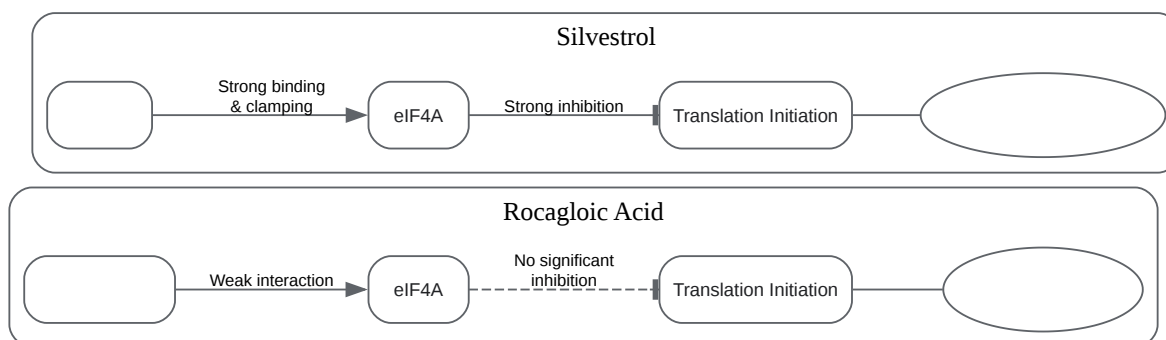 Silvestrol
Strong binding
& clamping
eIF4A
Strong inhibition
Translation Initiation
Rocagloic Acid
Weak interaction
eIF4A
No significant
inhibition
Translation Initiation